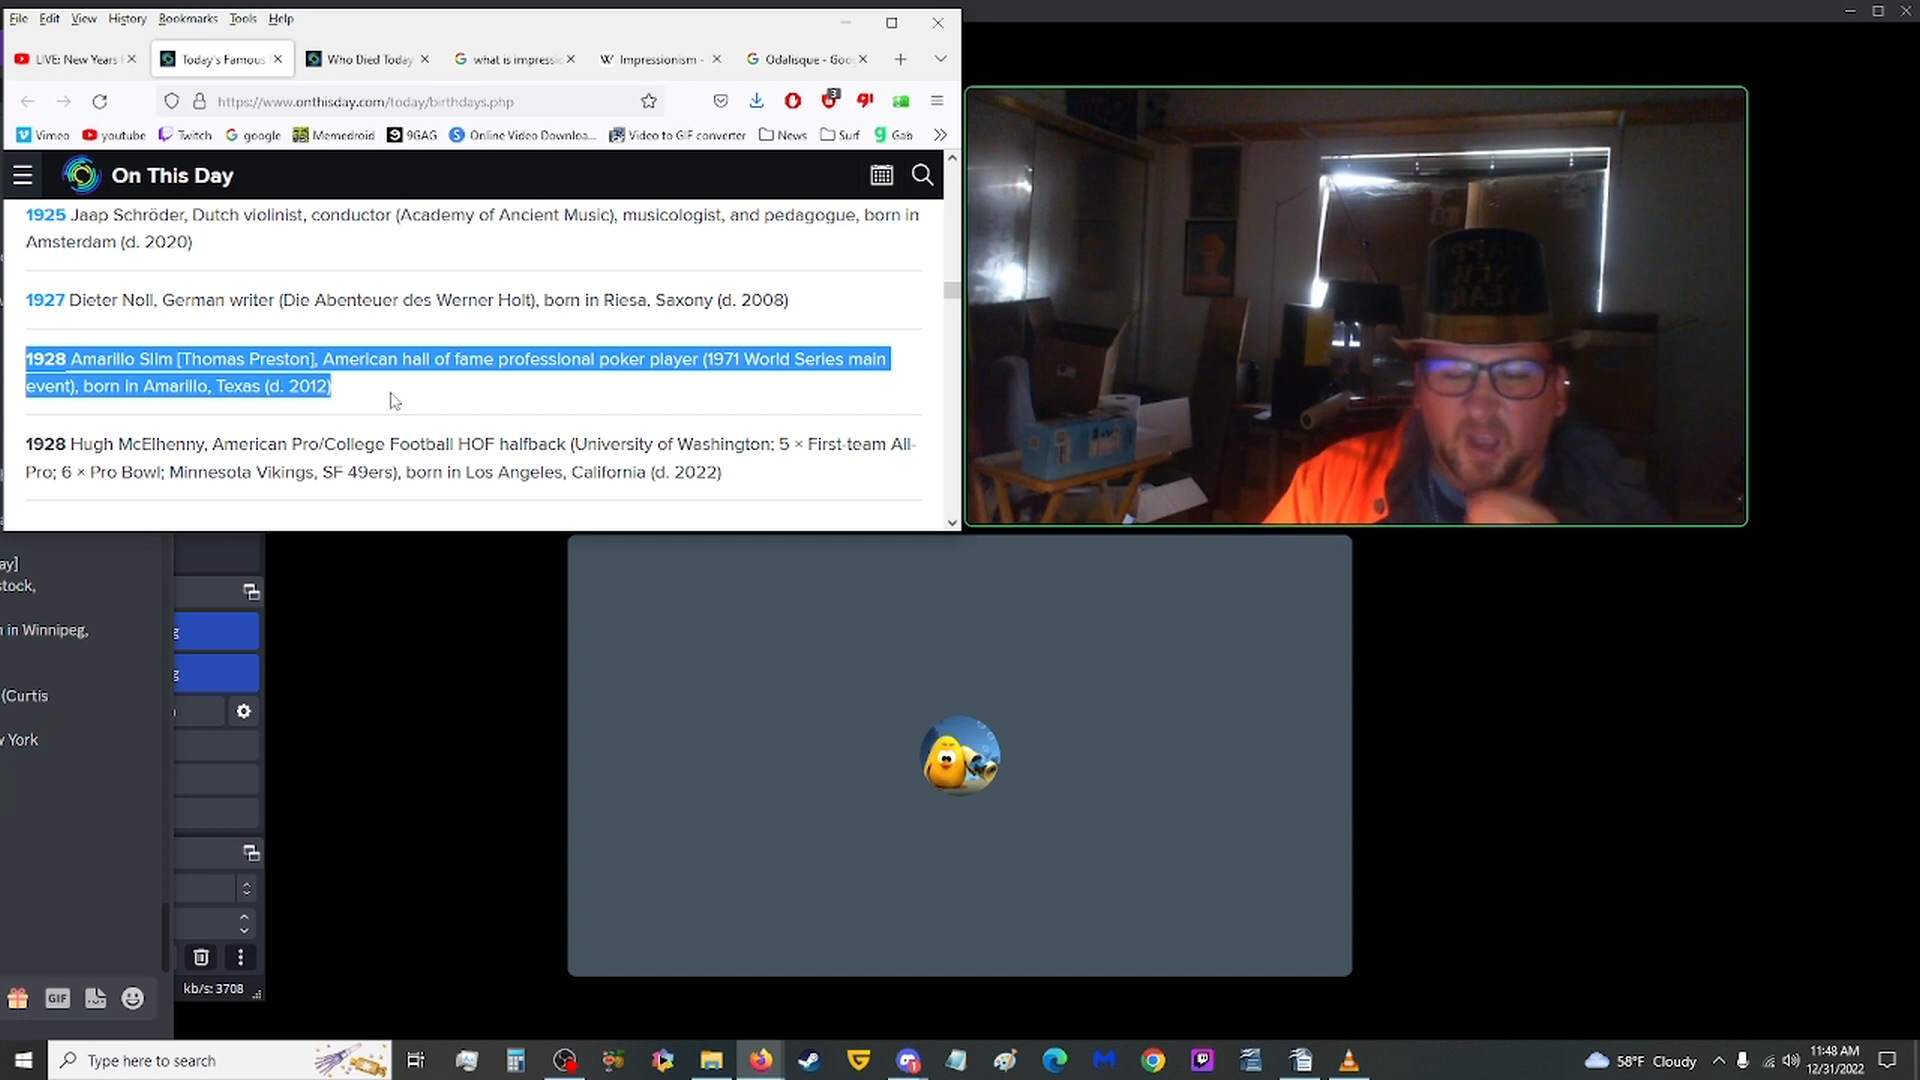 File Edit View History Bookmarks Tools Help
LIVE: New Years Today's Famous Who Died Today what is impressi Impressionism - Odalisque - Goo
https://www.onthisday.com/today/birthdays.php 3
Vimeo youtube Twitch google Memedroid 9GAG Online Video Downloa... Video to GIF converter News Surf Gab
On This Day
1925 Jaap Schröder, Dutch violinist, conductor (Academy of Ancient Music), musicologist, and pedagogue, born in
Amsterdam (d. 2020)
1927 Dieter Noll, German writer (Die Abenteuer des Werner Holt), born in Riesa, Saxony (d. 2008)
1928 Amarillo Slim [Thomas Preston], American hall of fame professional poker player (1971 World Series main
event), born in Amarillo, Texas (d. 2012)
1928 Hugh McElhenny, American Pro/College Football HOF halfback (University of Washington; 5 × First-team All-
Pro; 6 × Pro Bowl; Minnesota Vikings, SF 49ers), born in Los Angeles, California (d. 2022)
HAPPY
NEW
YEAR
ay]
stock,
n in Winnipeg,
(Curtis
w York
g
g
GIF
kb/s: 3708
Type here to search
58°F Cloudy
11:48 AM
12/31/2022